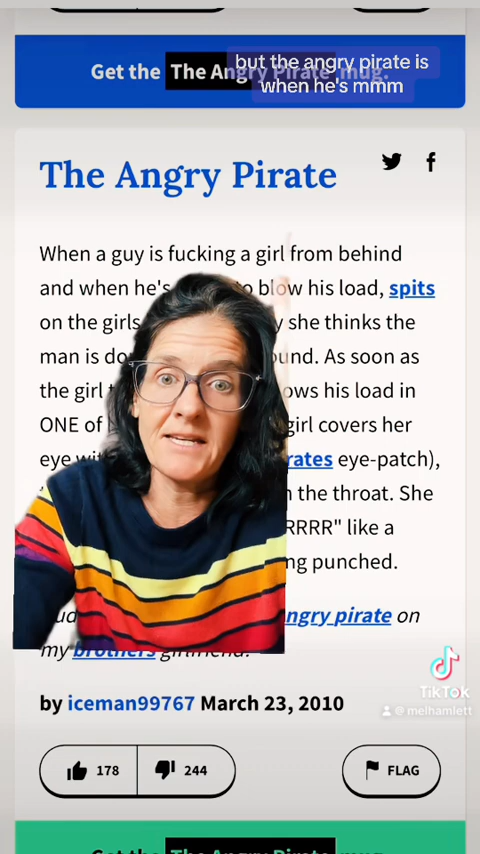 but the angry pirate is
when he's mmm
Get the The Angry Pirate mug.
The Angry Pirate
When a guy is fucking a girl from behind
and when he's to blow his load, spits
on the girls she thinks the
man is ound. As soon as
the girl ows his load in
ONE of girl covers her
eye rates eye-patch),
the throat. She
RRRR" like a
ng punched.
ngry pirate on
my brothers girlfriend.
by iceman99767 March 23, 2010
TikTok
@melhamlett
178 244 FLAG
Get the The Angry Pirate mug.